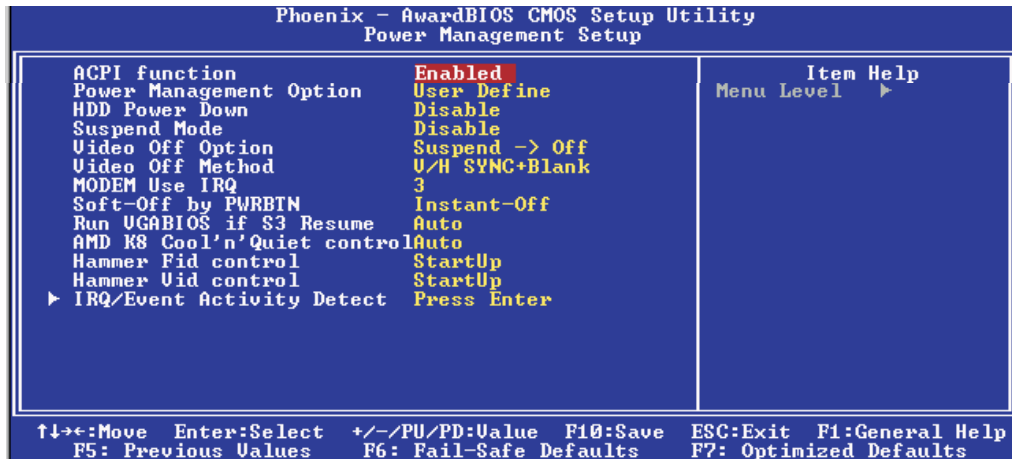 Phoenix - AwardBIOS CMOS Setup Utility
Power Management Setup
ACPI function Enabled
Power Management Option User Define
HDD Power Down Disable
Suspend Mode Disable
Video Off Option Suspend -> Off
Video Off Method V/H SYNC+Blank
MODEM Use IRQ 3
Soft-Off by PWRBTN Instant-Off
Run VGABIOS if S3 Resume Auto
AMD K8 Cool'n'Quiet control Auto
Hammer Fid control StartUp
Hammer Vid control StartUp
▶ IRQ/Event Activity Detect Press Enter
Item Help
Menu Level ▶
↑↓→←:Move Enter:Select +/-/PU/PD:Value F10:Save ESC:Exit F1:General Help
F5: Previous Values F6: Fail-Safe Defaults F7: Optimized Defaults